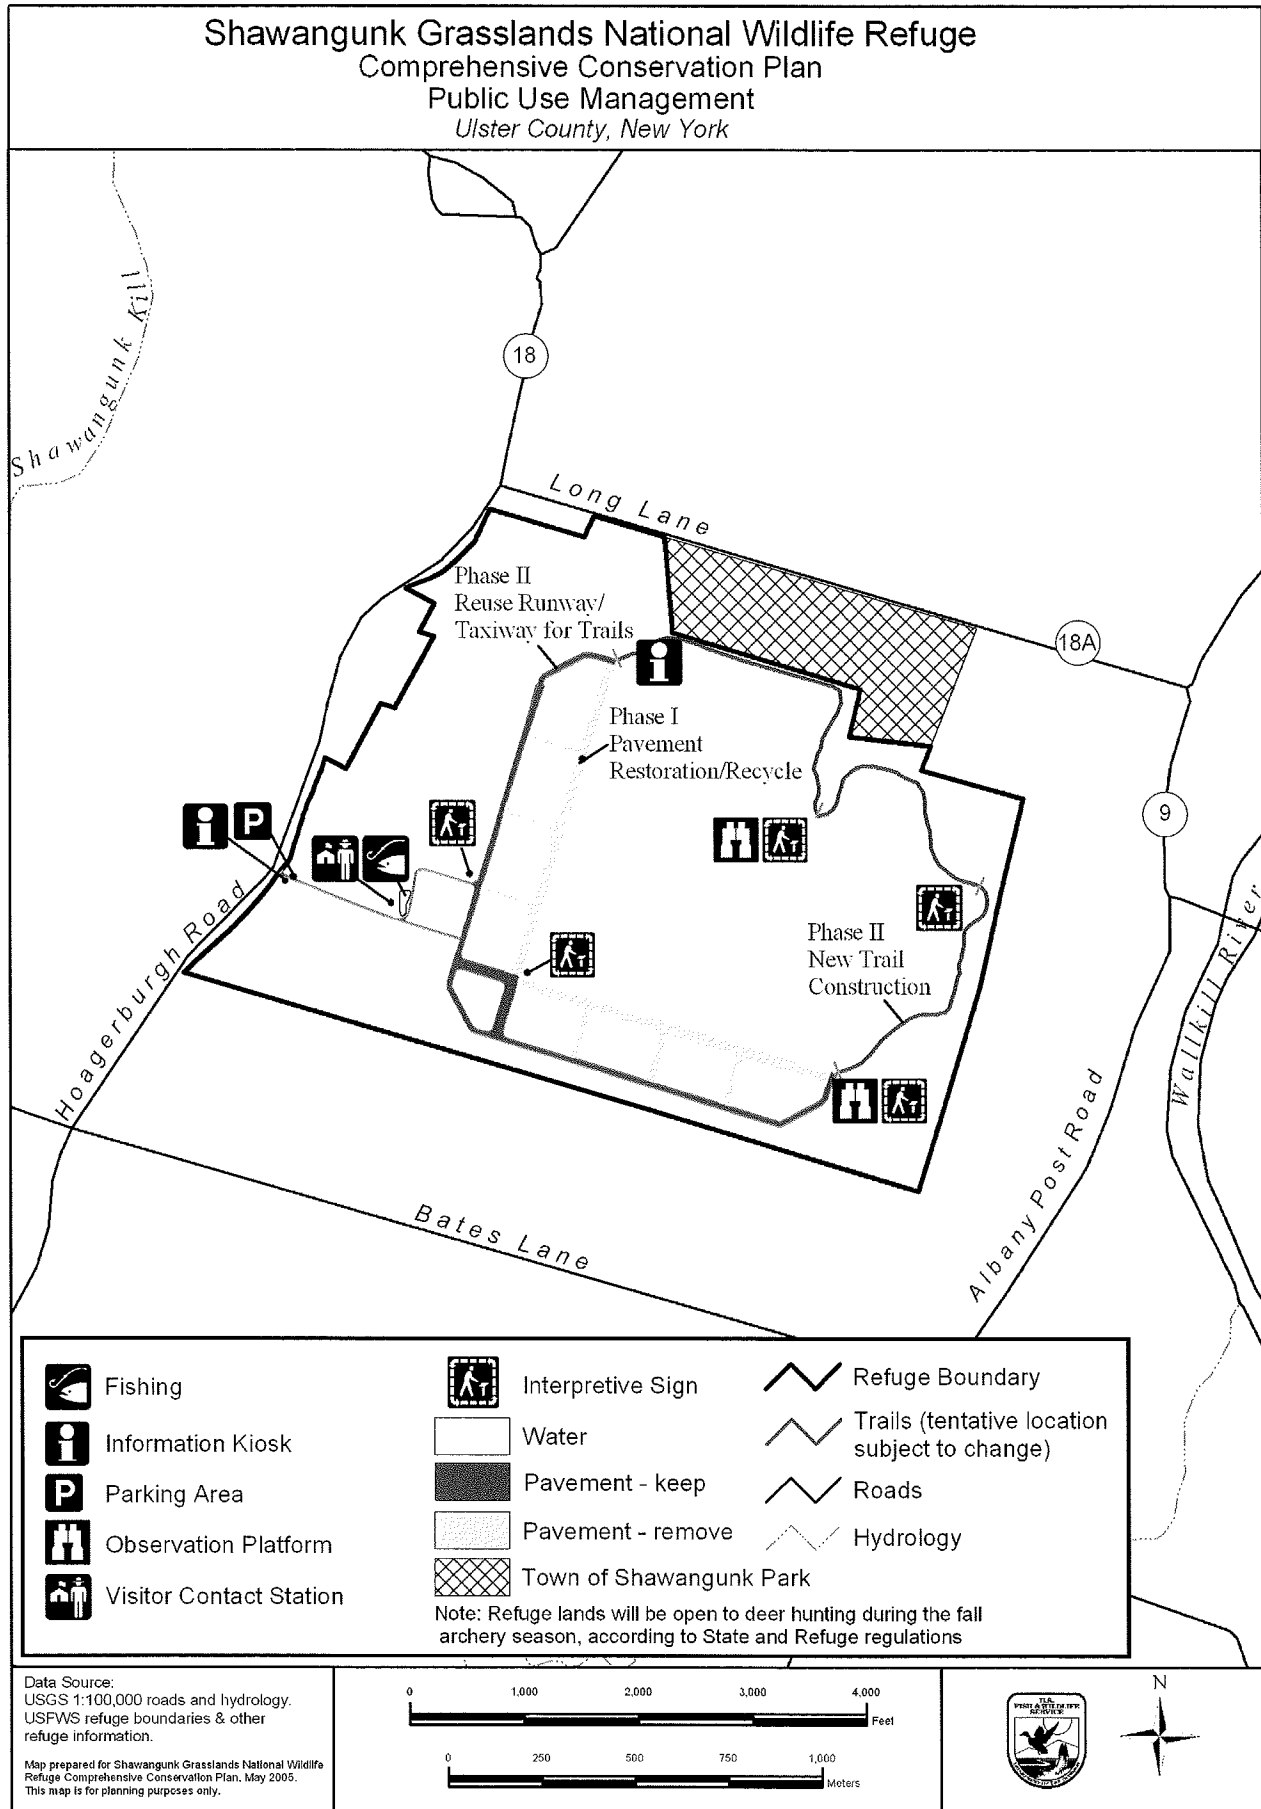 Shawangunk Grasslands National Wildlife Refuge
Comprehensive Conservation Plan
Public Use Management
Ulster County, New York
Shawangunk Kill
18
Long Lane
Phase II
Reuse Runway/
Taxiway for Trails
18A
Phase I
Pavement
Restoration/Recycle
9
P
Hoagerburgh Road
Phase II
New Trail
Construction
Wallkill River
Albany Post Road
Bates Lane
Fishing
Information Kiosk
P Parking Area
Observation Platform
Visitor Contact Station
Interpretive Sign
Water
Pavement - keep
Pavement - remove
Town of Shawangunk Park
Refuge Boundary
Trails (tentative location
subject to change)
Roads
Hydrology
Note: Refuge lands will be open to deer hunting during the fall
archery season, according to State and Refuge regulations
Data Source:
USGS 1:100,000 roads and hydrology.
USFWS refuge boundaries & other
refuge information.
Map prepared for Shawangunk Grasslands National Wildlife
Refuge Comprehensive Conservation Plan, May 2005.
This map is for planning purposes only.
0 1,000 2,000 3,000 4,000
Feet
0 250 500 750 1,000
Meters
U.S.
FISH & WILDLIFE
SERVICE
N